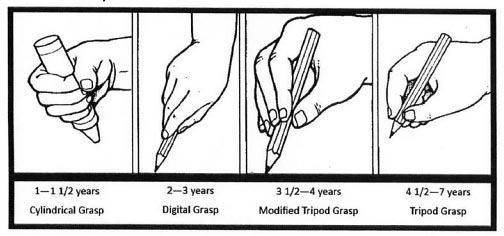 1—1 1/2 years
Cylindrical Grasp
2—3 years
Digital Grasp
3 1/2—4 years
Modified Tripod Grasp
4 1/2—7 years
Tripod Grasp